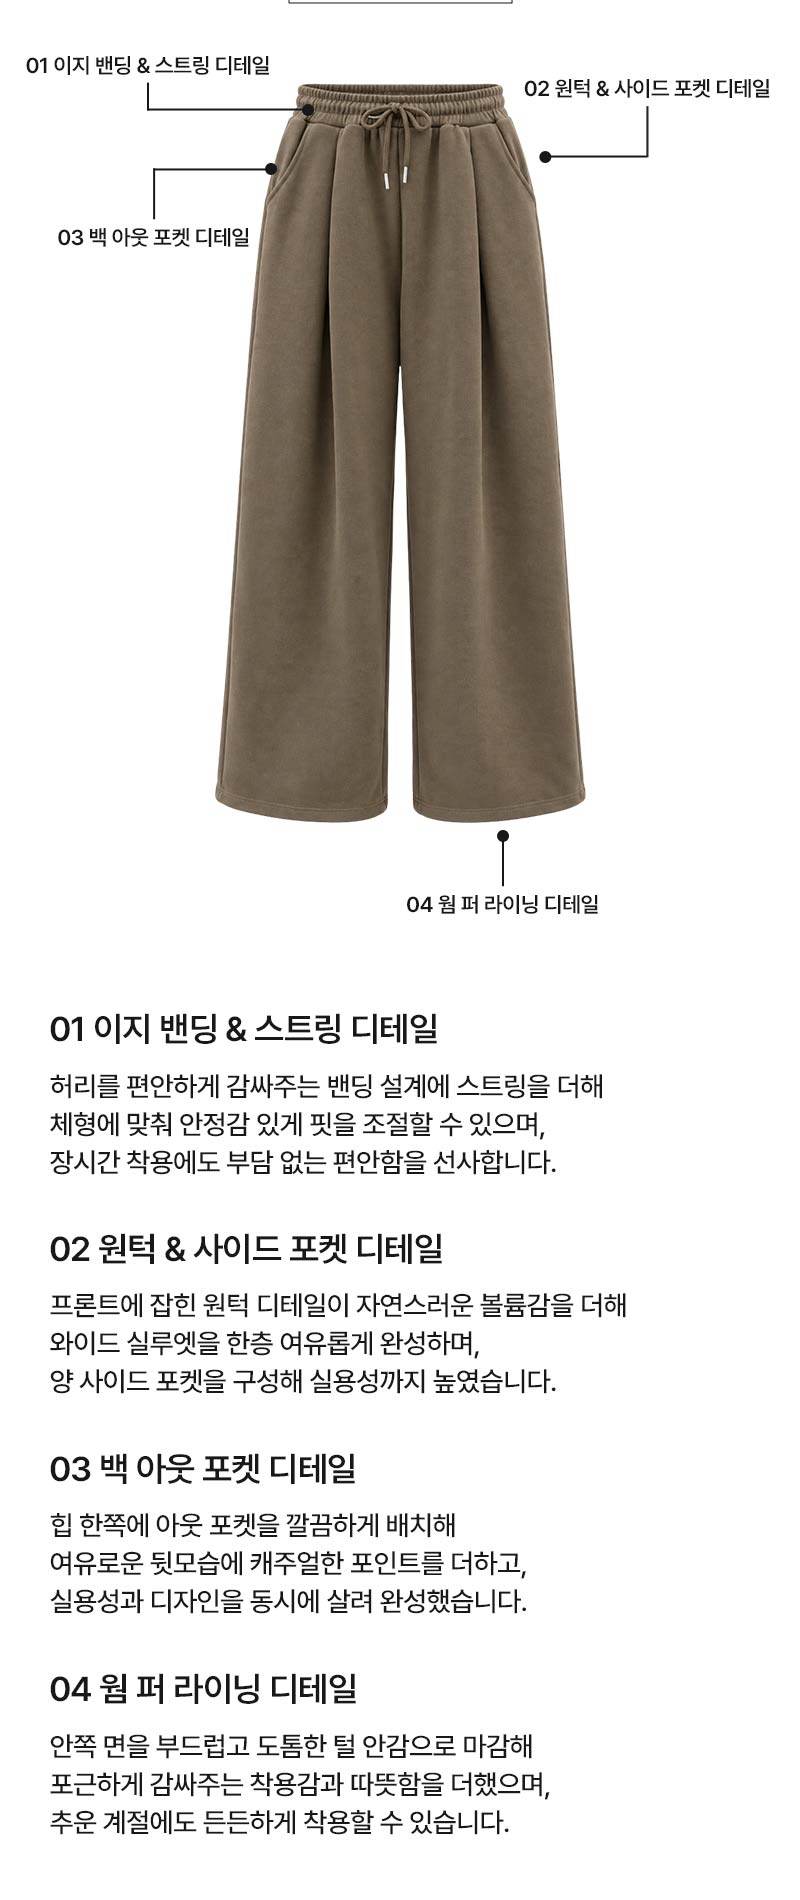 01 이지 밴딩 & 스트링 디테일
02 원턱 & 사이드 포켓 디테일
03 백 아웃 포켓 디테일
04 웜 퍼 라이닝 디테일
01 이지 밴딩 & 스트링 디테일
허리를 편안하게 감싸주는 밴딩 설계에 스트링을 더해
체형에 맞춰 안정감 있게 핏을 조절할 수 있으며,
장시간 착용에도 부담 없는 편안함을 선사합니다.
02 원턱 & 사이드 포켓 디테일
프론트에 잡힌 원턱 디테일이 자연스러운 볼륨감을 더해
와이드 실루엣을 한층 여유롭게 완성하며,
양 사이드 포켓을 구성해 실용성까지 높였습니다.
03 백 아웃 포켓 디테일
힙 한쪽에 아웃 포켓을 깔끔하게 배치해
여유로운 뒷모습에 캐주얼한 포인트를 더하고,
실용성과 디자인을 동시에 살려 완성했습니다.
04 웜 퍼 라이닝 디테일
안쪽 면을 부드럽고 도톰한 털 안감으로 마감해
포근하게 감싸주는 착용감과 따뜻함을 더했으며,
추운 계절에도 든든하게 착용할 수 있습니다.